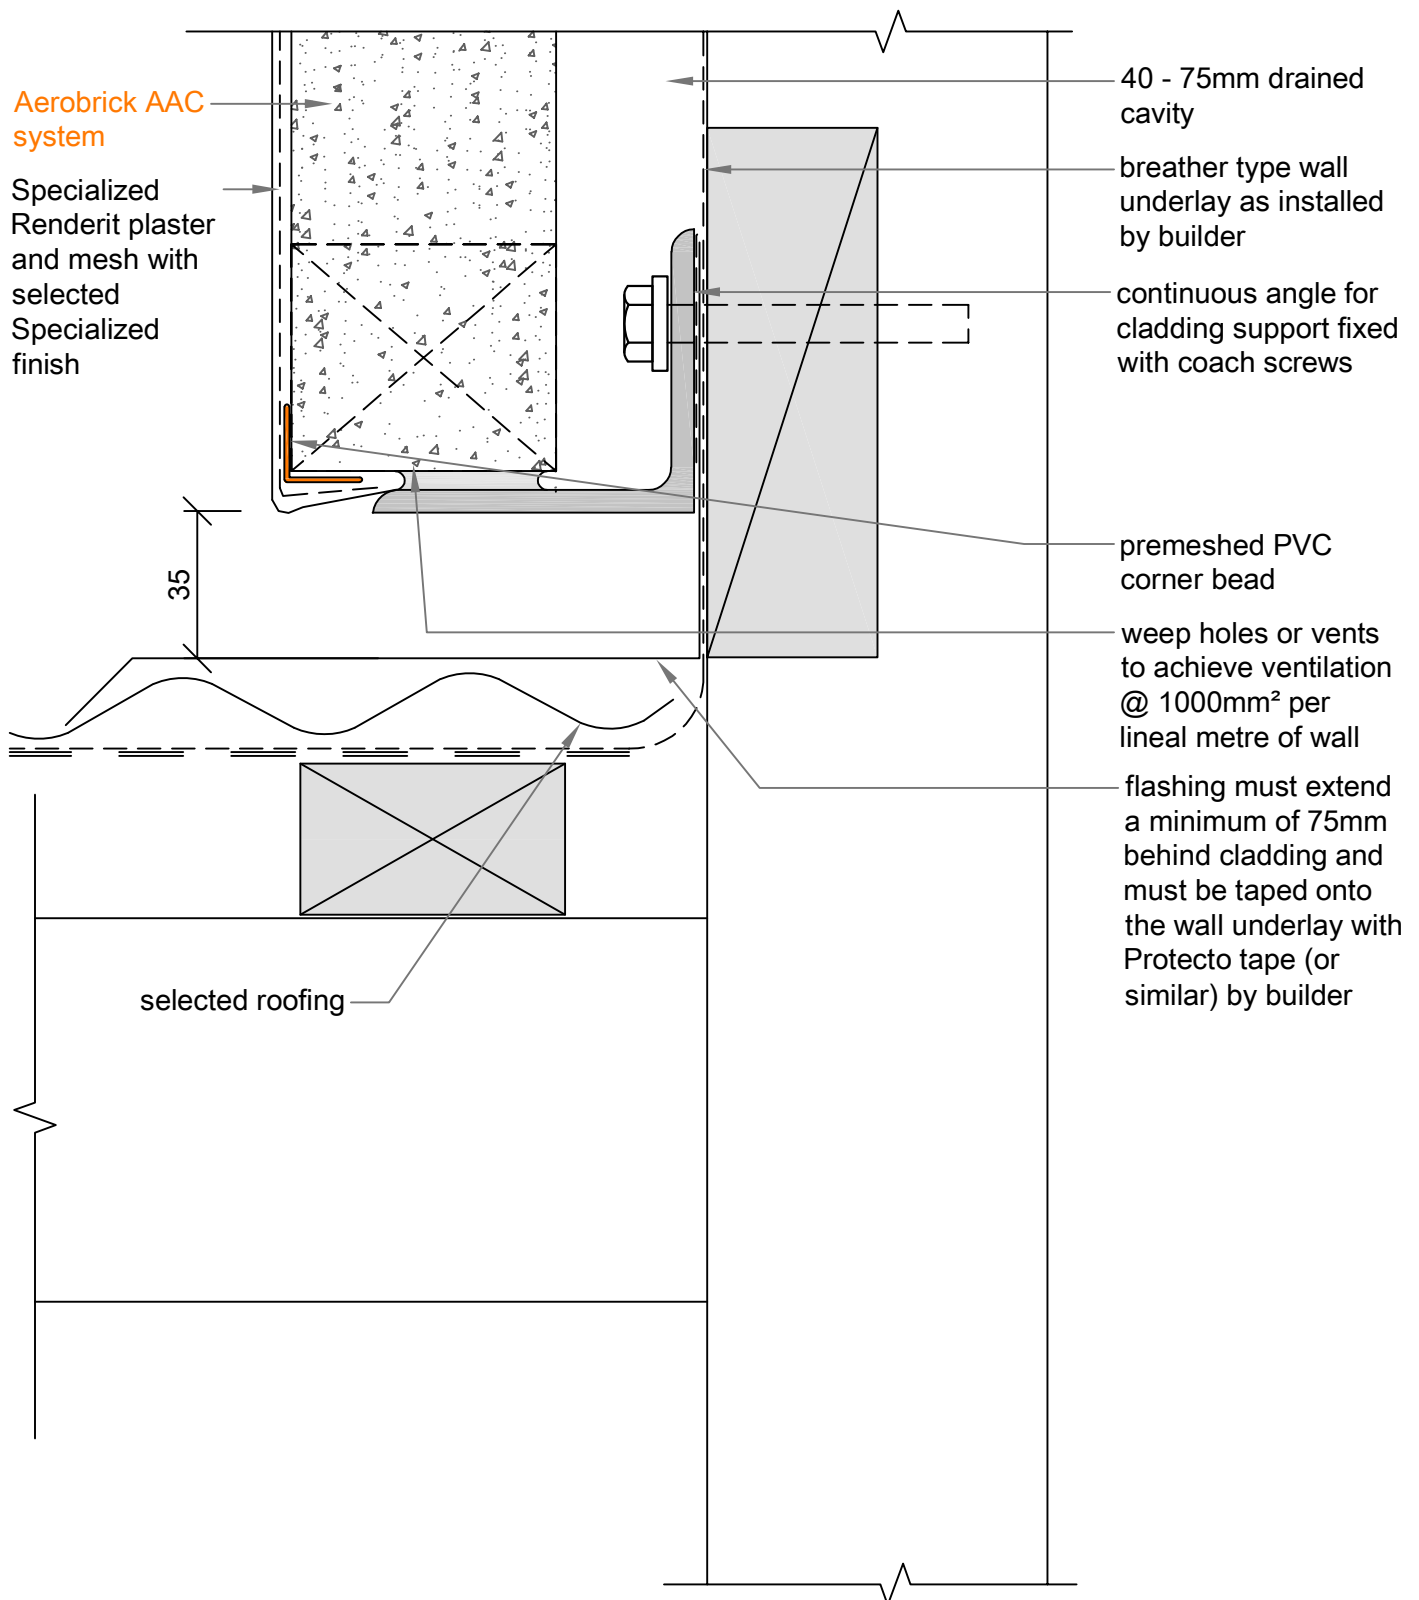 Aerobrick AAC
system
Specialized
Renderit plaster
and mesh with
selected
Specialized
finish
40 - 75mm drained
cavity
breather type wall
underlay as installed
by builder
continuous angle for
cladding support fixed
with coach screws
35
premeshed PVC
corner bead
weep holes or vents
to achieve ventilation
@ 1000mm² per
lineal metre of wall
flashing must extend
a minimum of 75mm
behind cladding and
must be taped onto
the wall underlay with
Protecto tape (or
similar) by builder
selected roofing